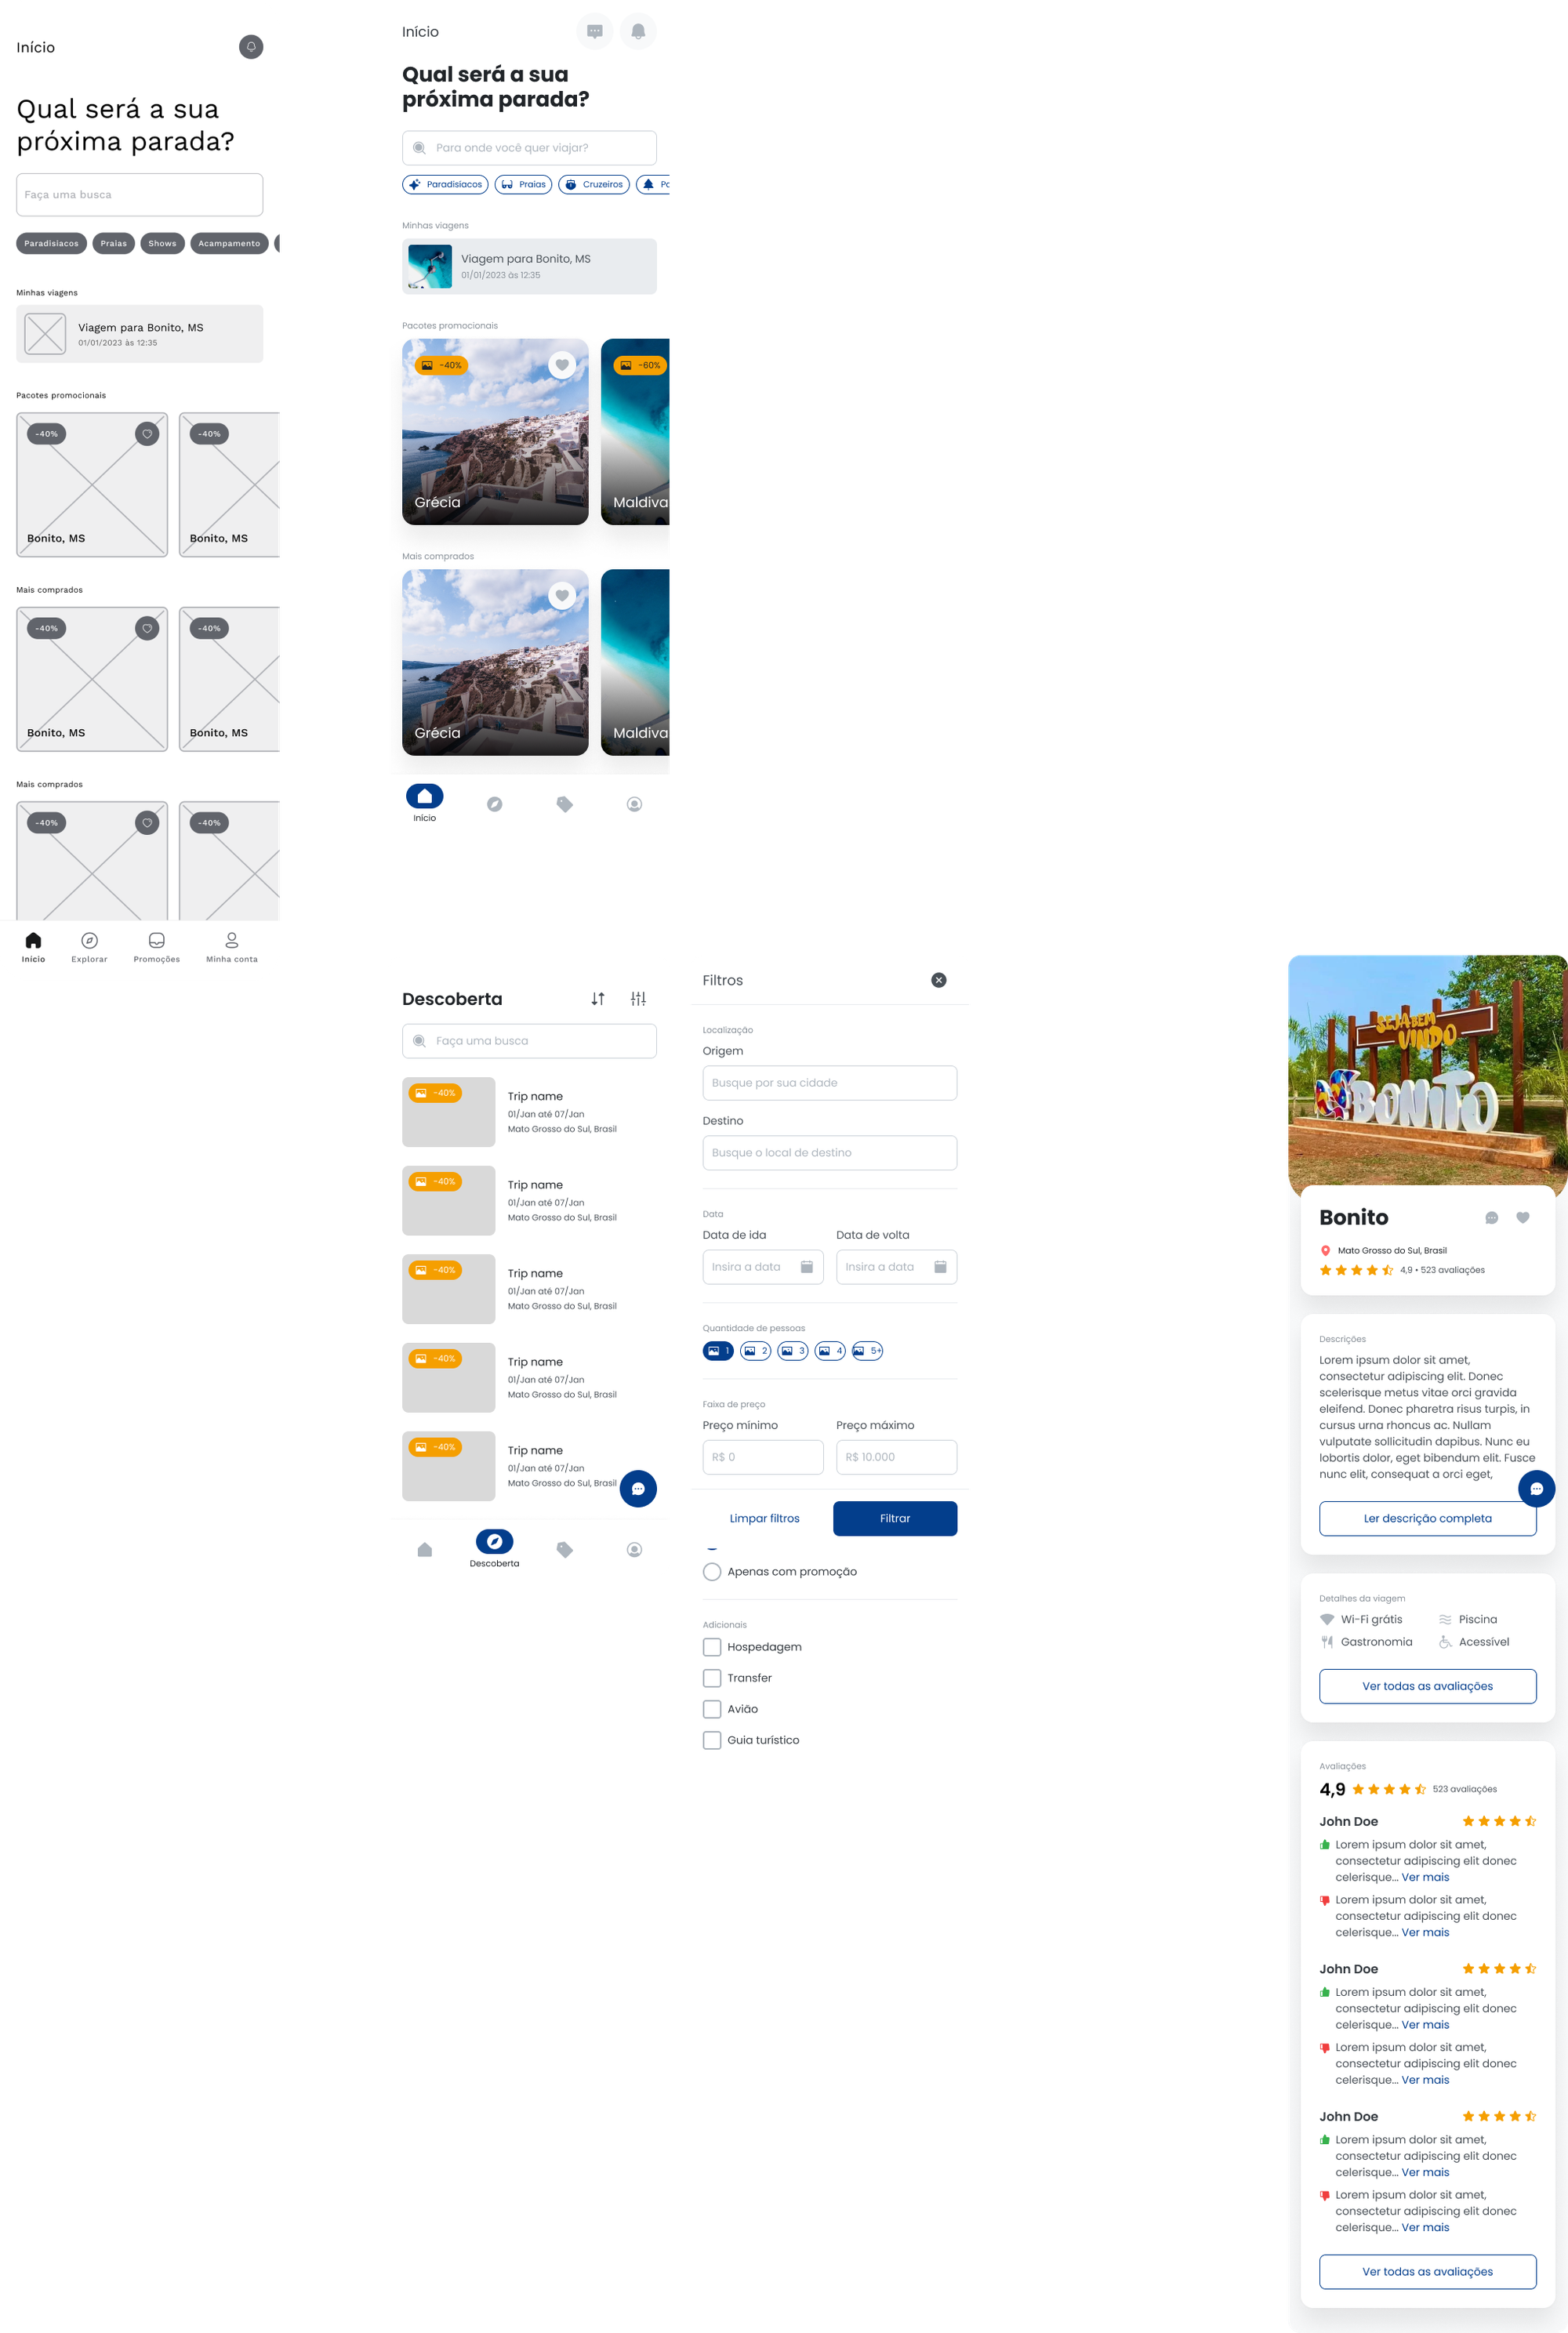 Início
Qual será a sua
próxima parada?
Faça uma busca
Paradisiacos
Praias
Shows
Acampamento
Minhas viagens
Viagem para Bonito, MS
01/01/2023 às 12:35
Pacotes promocionais
-40%
-40%
Bonito, MS
Bonito, MS
Mais comprados
-40%
-40%
Bonito, MS
Bonito, MS
Mais comprados
-40%
-40%
Início
Explorar
Promoções
Minha conta
Início
Qual será a sua
próxima parada?
Para onde você quer viajar?
Paradisíacos
Praias
Cruzeiros
Minhas viagens
Viagem para Bonito, MS
01/01/2023 às 12:35
Pacotes promocionais
-40%
-60%
Grécia
Maldiva
Mais comprados
Grécia
Maldiva
Início
Descoberta
Faça uma busca
-40%
Trip name
01/Jan até 07/Jan
Mato Grosso do Sul, Brasil
-40%
Trip name
01/Jan até 07/Jan
Mato Grosso do Sul, Brasil
-40%
Trip name
01/Jan até 07/Jan
Mato Grosso do Sul, Brasil
-40%
Trip name
01/Jan até 07/Jan
Mato Grosso do Sul, Brasil
-40%
Trip name
01/Jan até 07/Jan
Mato Grosso do Sul, Brasil
Descoberta
Filtros
Localização
Origem
Busque por sua cidade
Destino
Busque o local de destino
Data
Data de ida
Data de volta
Insira a data
Insira a data
Quantidade de pessoas
1
2
3
4
5+
Faixa de preço
Preço mínimo
Preço máximo
R$ 0
R$ 10.000
Limpar filtros
Filtrar
Apenas com promoção
Adicionais
Hospedagem
Transfer
Avião
Guia turístico
SEJA BEM
VINDO
BONITO
Bonito
Mato Grosso do Sul, Brasil
4,9 • 523 avaliações
Descrições
Lorem ipsum dolor sit amet,
consectetur adipiscing elit. Donec
scelerisque metus vitae orci gravida
eleifend. Donec pharetra risus turpis, in
cursus urna rhoncus ac. Nullam
vulputate sollicitudin dapibus. Nunc eu
lobortis dolor, eget bibendum elit. Fusce
nunc elit, consequat a orci eget,
Ler descrição completa
Detalhes da viagem
Wi-Fi grátis
Piscina
Gastronomia
Acessível
Ver todas as avaliações
Avaliações
4,9
523 avaliações
John Doe
Lorem ipsum dolor sit amet,
consectetur adipiscing elit donec
celerisque... Ver mais
Lorem ipsum dolor sit amet,
consectetur adipiscing elit donec
celerisque... Ver mais
John Doe
Lorem ipsum dolor sit amet,
consectetur adipiscing elit donec
celerisque... Ver mais
Lorem ipsum dolor sit amet,
consectetur adipiscing elit donec
celerisque... Ver mais
John Doe
Lorem ipsum dolor sit amet,
consectetur adipiscing elit donec
celerisque... Ver mais
Lorem ipsum dolor sit amet,
consectetur adipiscing elit donec
celerisque... Ver mais
Ver todas as avaliações